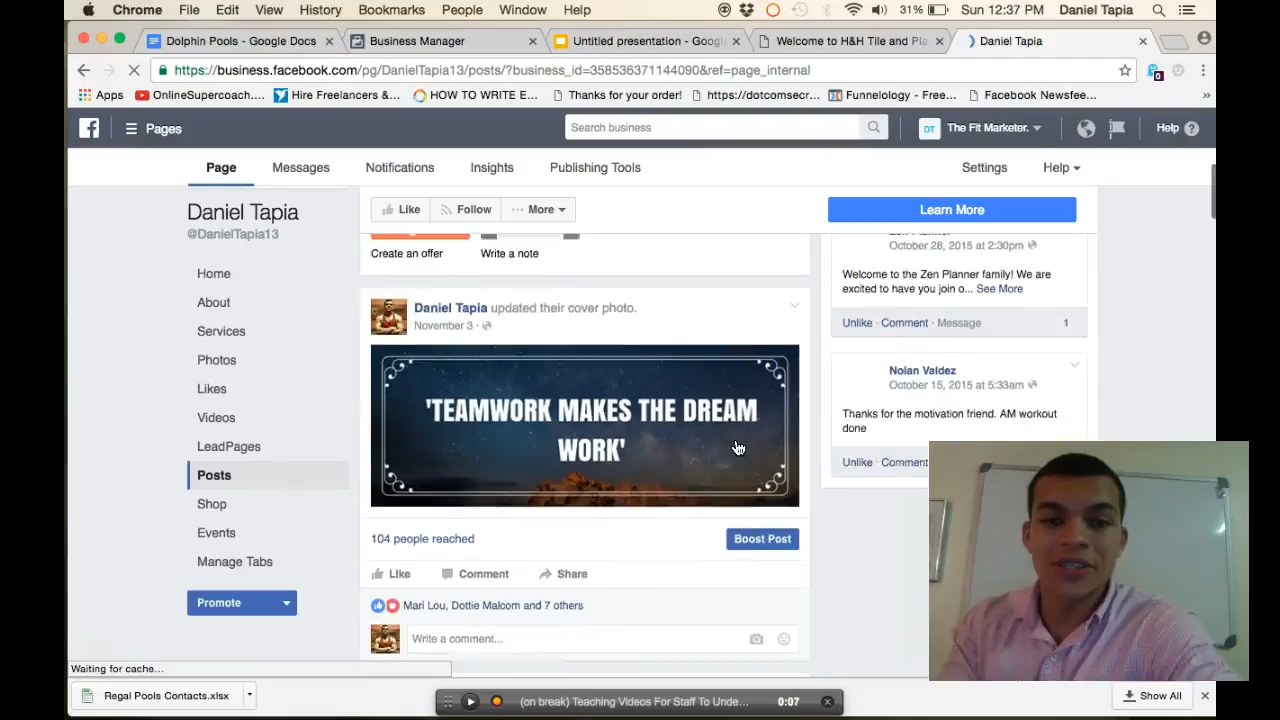 Chrome File Edit View History Bookmarks People Window Help 31% Sun 12:37 PM Daniel Tapia
Dolphin Pools - Google Docs Business Manager Untitled presentation - Goog Welcome to H&H Tile and Pla Daniel Tapia
https://business.facebook.com/pg/DanielTapia13/posts/?business_id=358536371144090&ref=page_internal
Apps OnlineSupercoach.... Hire Freelancers &... HOW TO WRITE E... Thanks for your order! https://dotcomsecr... Funnelology - Free... Facebook Newsfee... »
Pages Search business DT The Fit Marketer. Help
Page Messages Notifications Insights Publishing Tools Settings Help
Daniel Tapia
@DanielTapia13
Home
About
Services
Photos
Likes
Videos
LeadPages
Posts
Shop
Events
Manage Tabs
Promote
Like Follow ··· More Learn More
Create an offer Write a note
Daniel Tapia updated their cover photo.
November 3 ·
'TEAMWORK MAKES THE DREAM
WORK'
104 people reached Boost Post
Like Comment Share
Mari Lou, Dottie Malcom and 7 others
Write a comment...
October 28, 2015 at 2:30pm
Welcome to the Zen Planner family! We are
excited to have you join o... See More
Unlike · Comment · Message 1
Nolan Valdez
October 15, 2015 at 5:33am
Thanks for the motivation friend. AM workout
done
Unlike · Comment
Waiting for cache...
Regal Pools Contacts.xlsx
(on break) Teaching Videos For Staff To Unde... 0:07
Show All